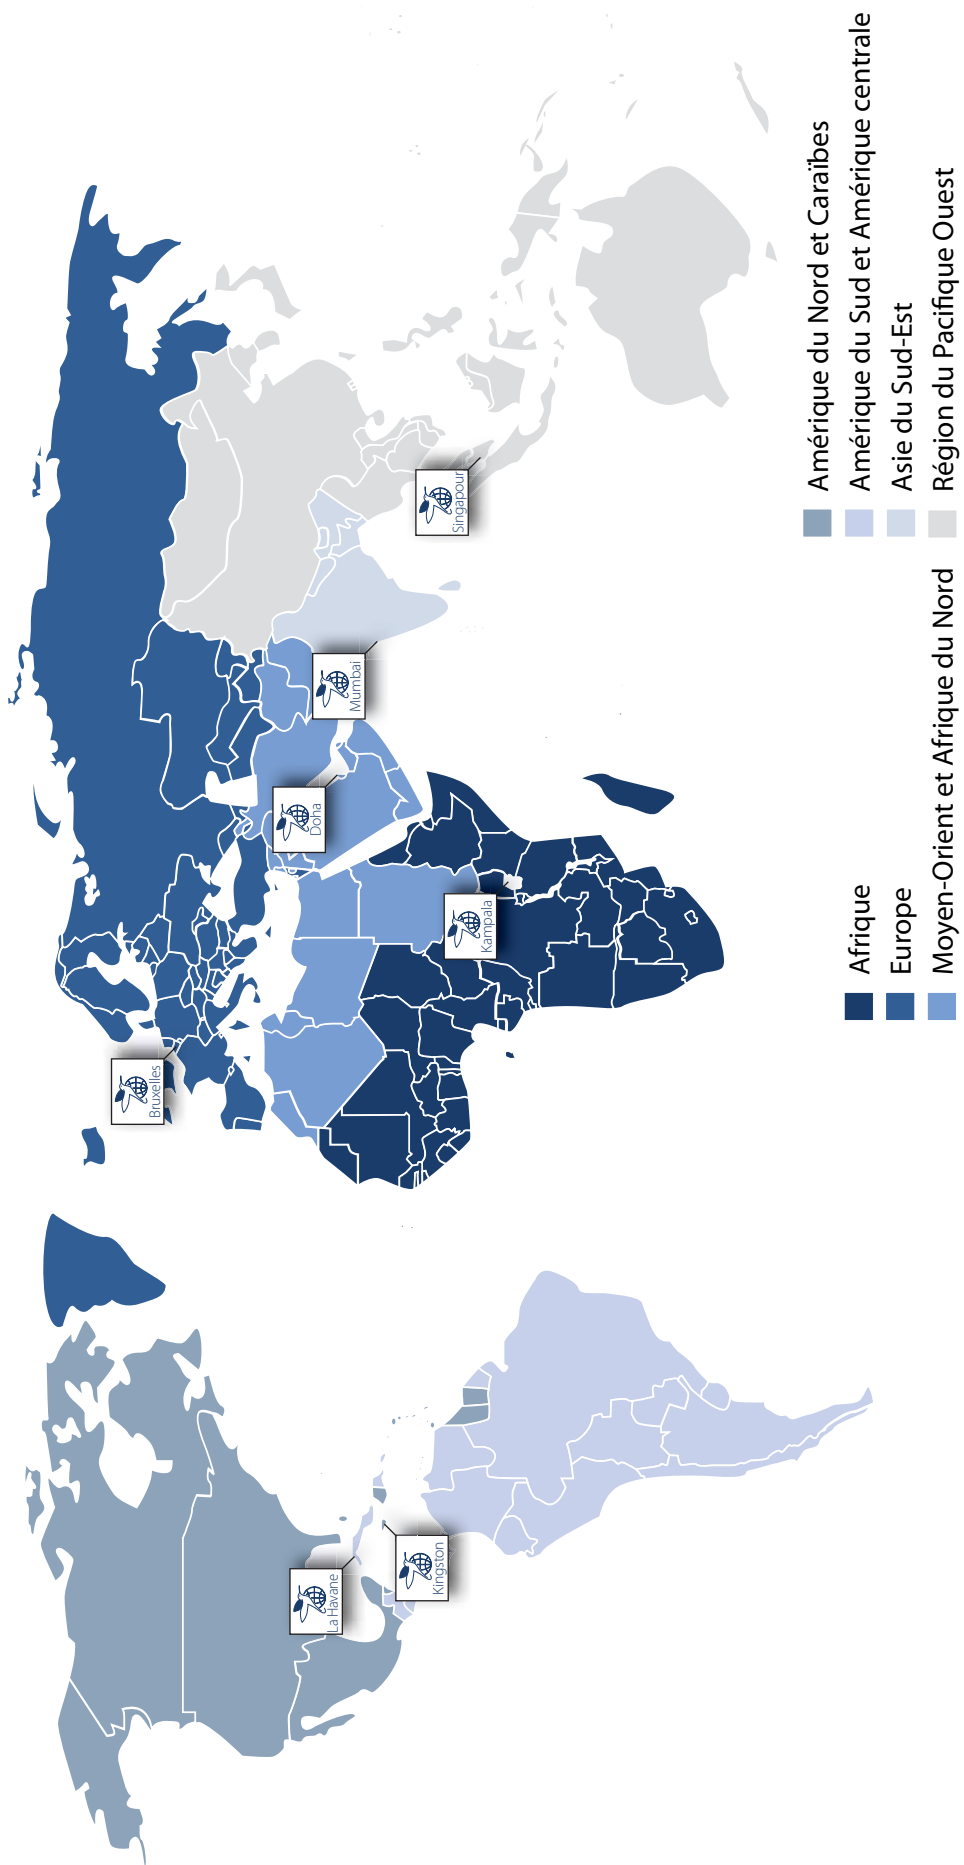 Bruxelles
La Havane
Kingston
Doha
Mumbai
Kampala
Singapour
Afrique
Europe
Moyen-Orient et Afrique du Nord
Amérique du Nord et Caraïbes
Amérique du Sud et Amérique centrale
Asie du Sud-Est
Région du Pacifique Ouest